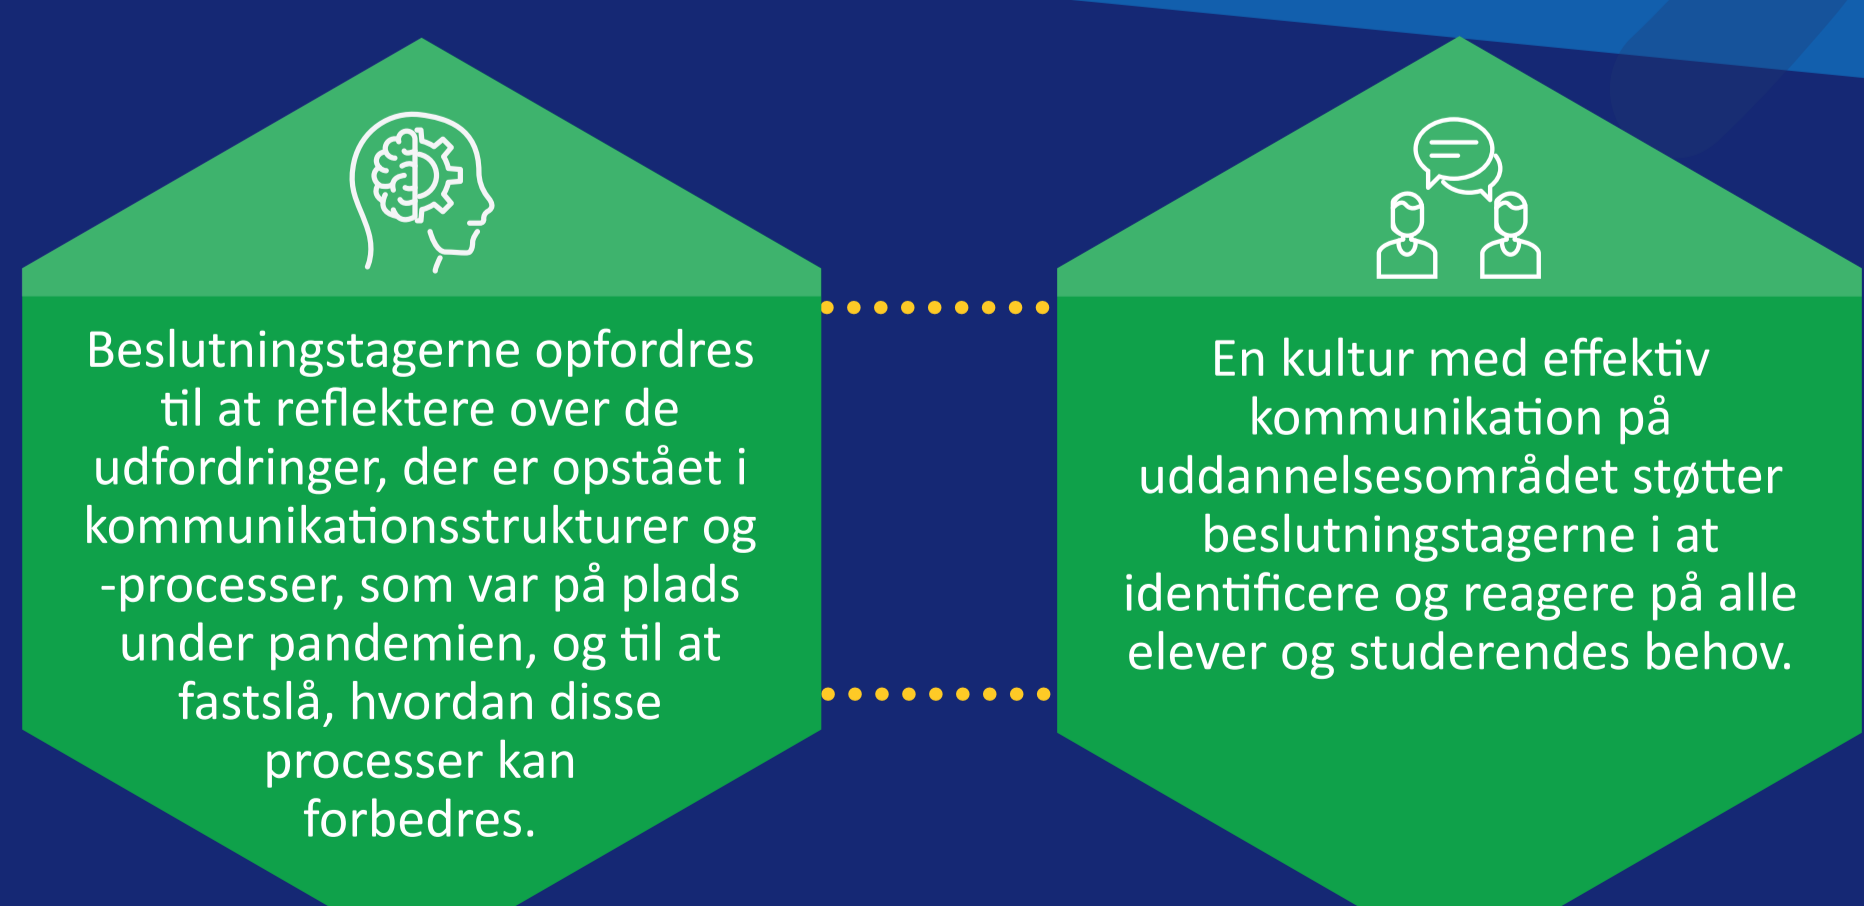 Beslutningstagerne opfordres
til at reflektere over de
udfordringer, der er opstået i
kommunikationsstrukturer og
-processer, som var på plads
under pandemien, og til at
fastslå, hvordan disse
processer kan
forbedres.
En kultur med effektiv
kommunikation på
uddannelsesområdet støtter
beslutningstagerne i at
identificere og reagere på alle
elever og studerendes behov.